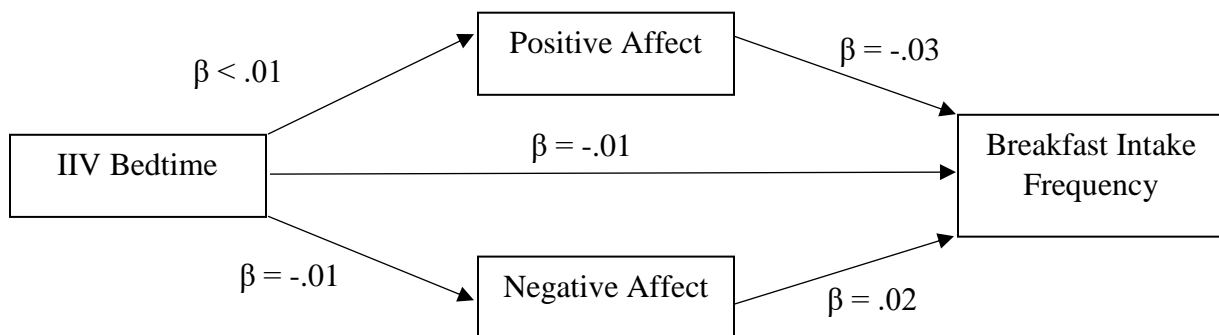 Positive Affect
β = -.03
β < .01
IIV Bedtime
β = -.01
Breakfast Intake
Frequency
β = -.01
Negative Affect
β = .02